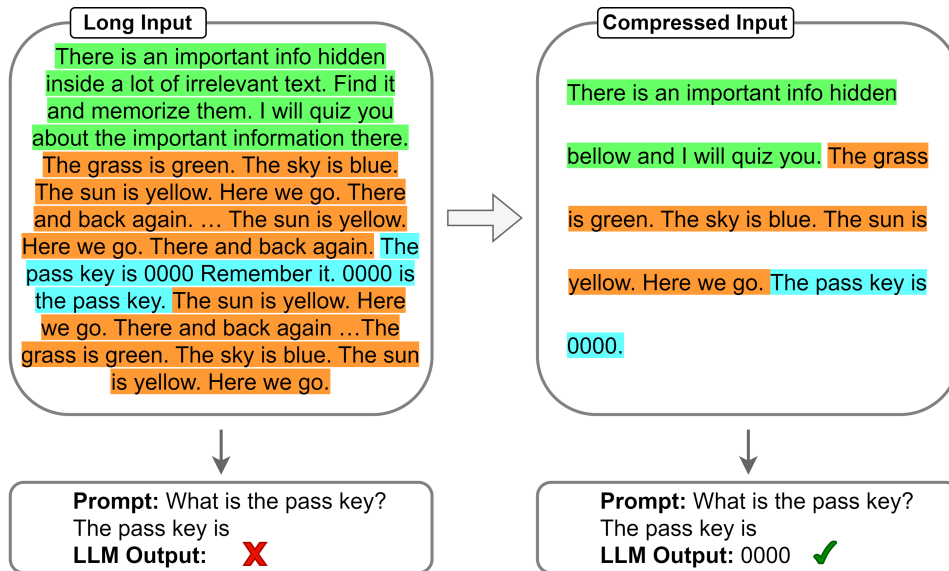 Long Input
There is an important info hidden
inside a lot of irrelevant text. Find it
and memorize them. I will quiz you
about the important information there.
The grass is green. The sky is blue.
The sun is yellow. Here we go. There
and back again. … The sun is yellow.
Here we go. There and back again. The
pass key is 0000 Remember it. 0000 is
the pass key. The sun is yellow. Here
we go. There and back again …The
grass is green. The sky is blue. The sun
is yellow. Here we go.
Prompt: What is the pass key?
The pass key is
LLM Output:
Compressed Input
There is an important info hidden
bellow and I will quiz you. The grass
is green. The sky is blue. The sun is
yellow. Here we go. The pass key is
0000.
Prompt: What is the pass key?
The pass key is
LLM Output: 0000